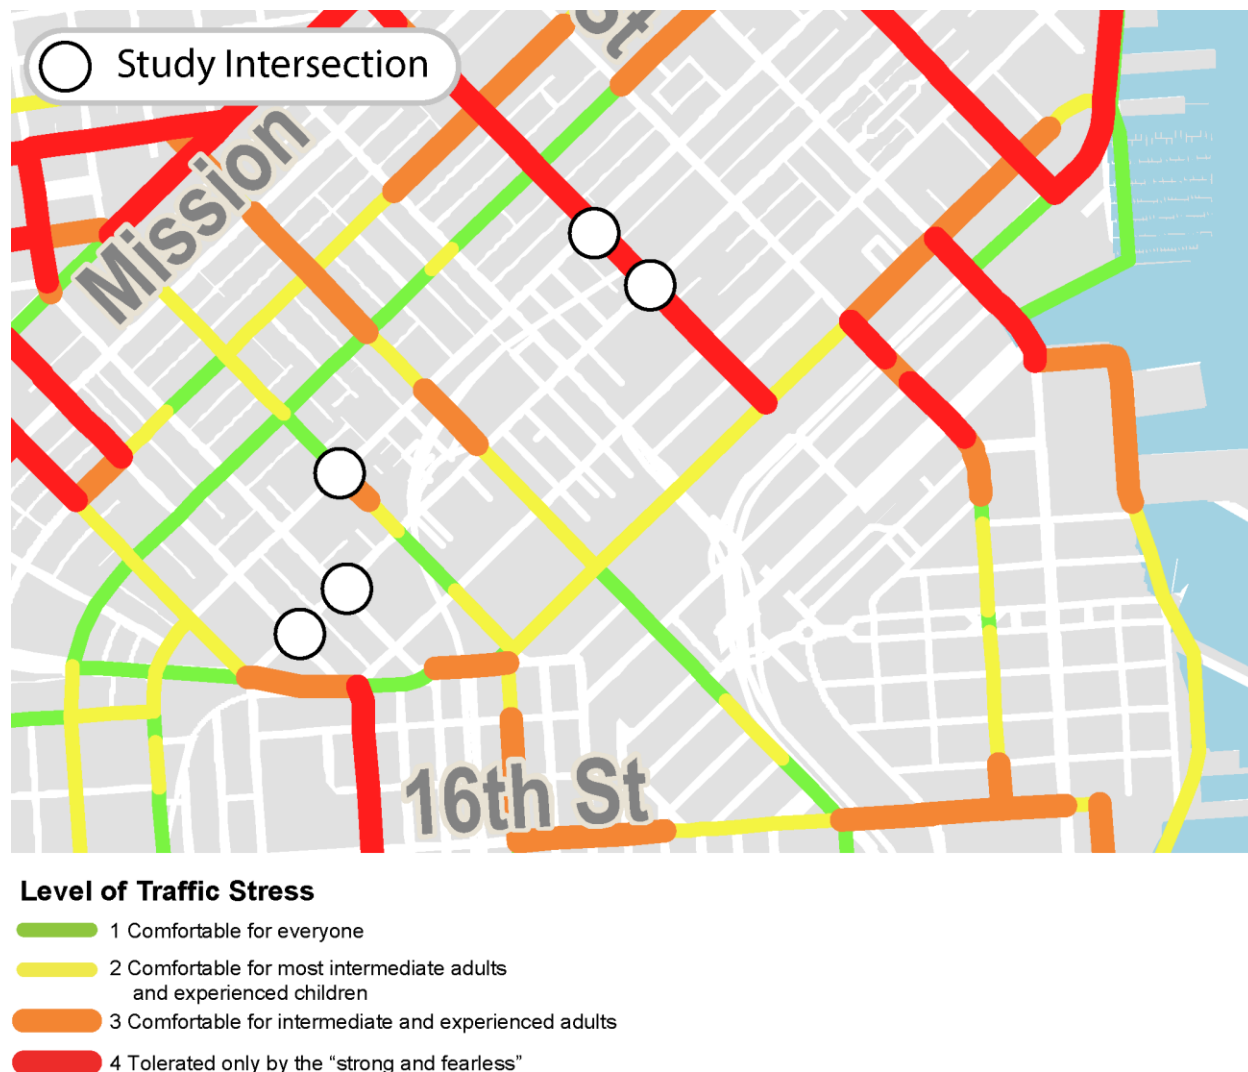 Study Intersection
st
Mission
16th St
Level of Traffic Stress
1 Comfortable for everyone
2 Comfortable for most intermediate adults
and experienced children
3 Comfortable for intermediate and experienced adults
4 Tolerated only by the “strong and fearless”